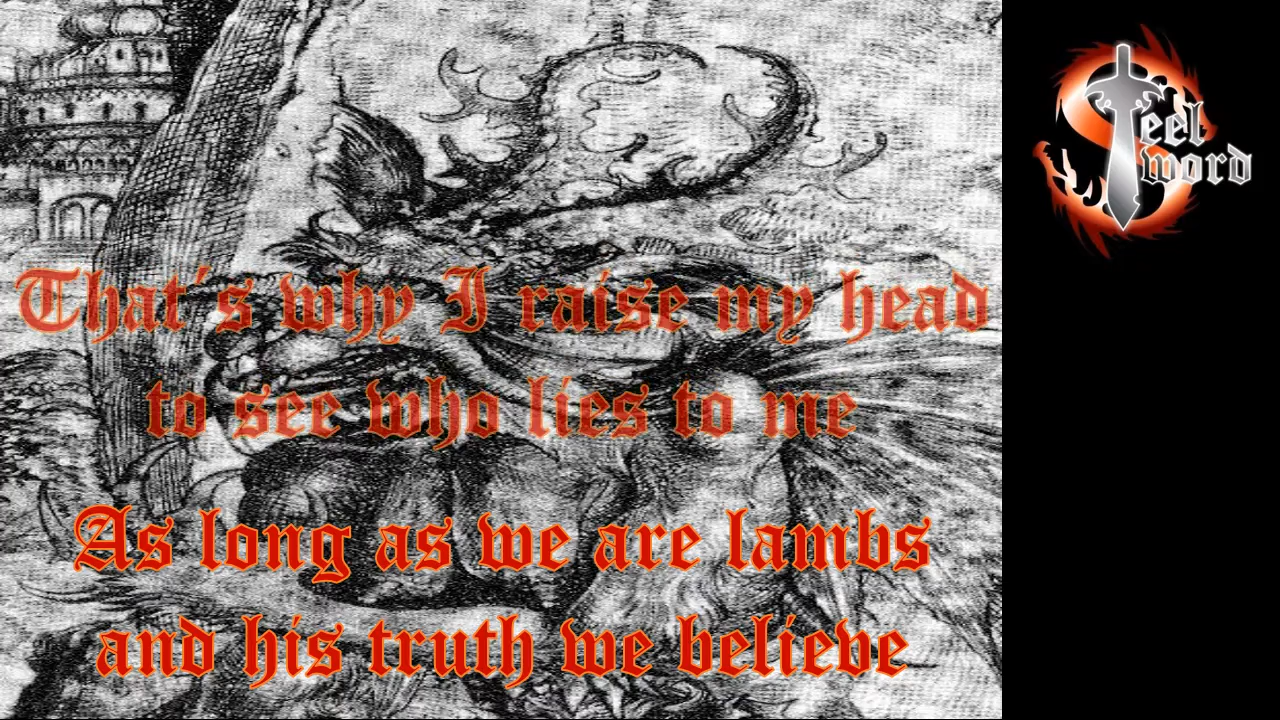 Steel
Sword
That's why I raise my head
to see who lies to me
As long as we are lambs
and his truth we believe